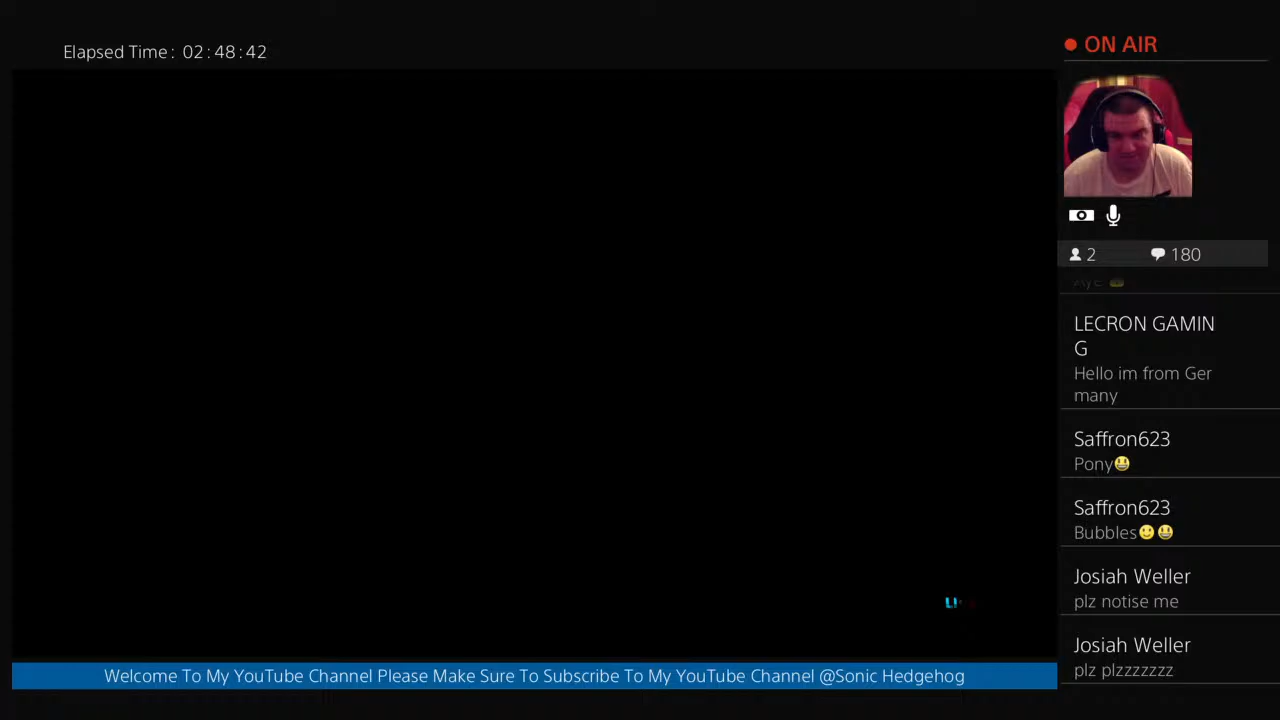 Elapsed Time: 02:48:42
ON AIR
2 180
LECRON GAMIN
G
Hello im from Ger
many
Saffron623
Pony😃
Saffron623
Bubbles🙂😃
Josiah Weller
plz notise me
Josiah Weller
plz plzzzzzzz
Welcome To My YouTube Channel Please Make Sure To Subscribe To My YouTube Channel @Sonic Hedgehog